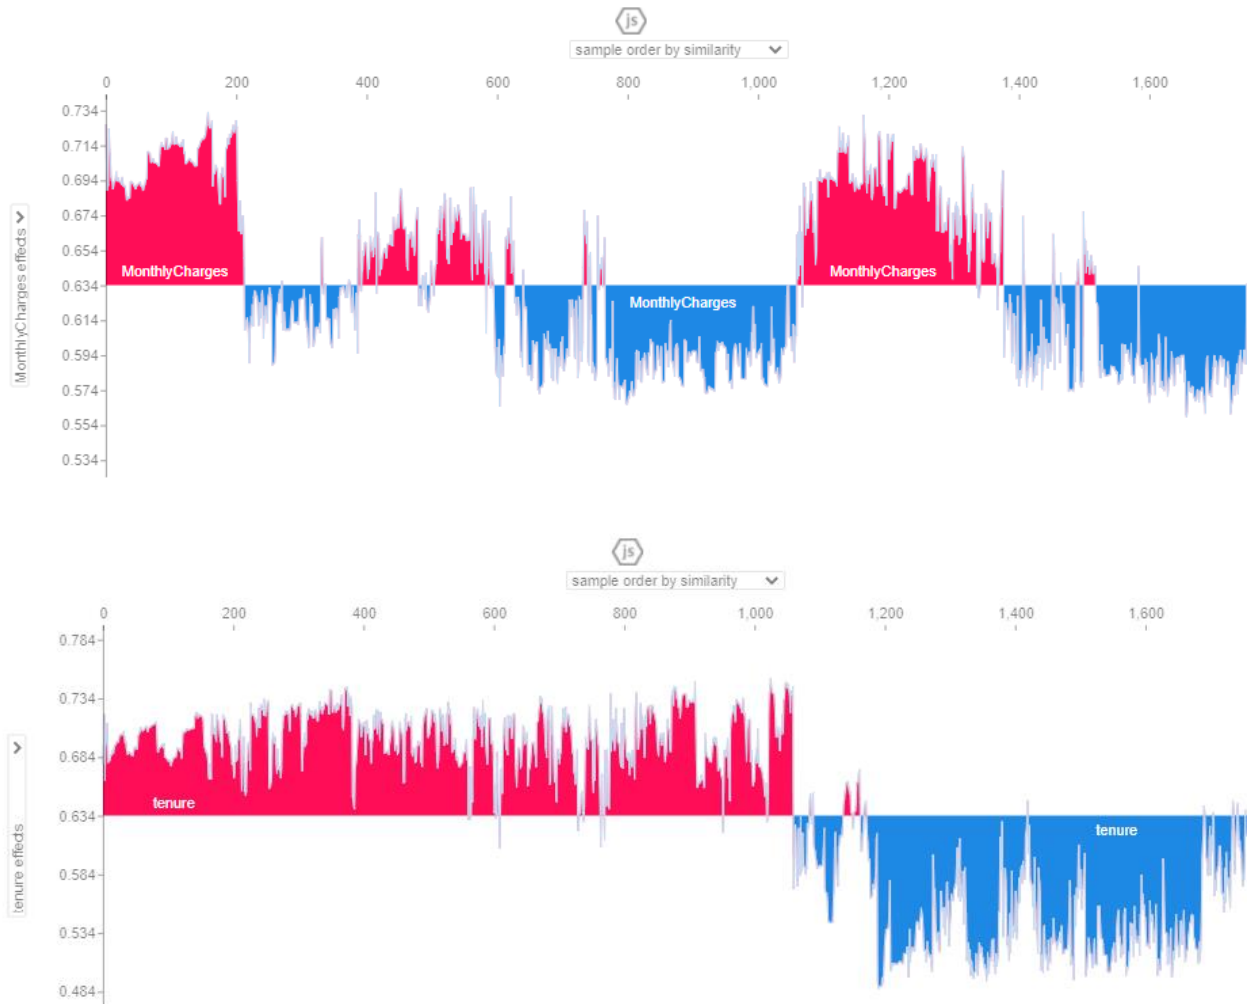 js
sample order by similarity
0 200 400 600 800 1,000 1,200 1,400 1,600
0.734
0.714
0.694
0.674
0.654
0.634
0.614
0.594
0.574
0.554
0.534
MonthlyCharges effects
MonthlyCharges
MonthlyCharges
MonthlyCharges
js
sample order by similarity
0 200 400 600 800 1,000 1,200 1,400 1,600
0.784
0.734
0.684
0.634
0.584
0.534
0.484
tenure effects
tenure
tenure